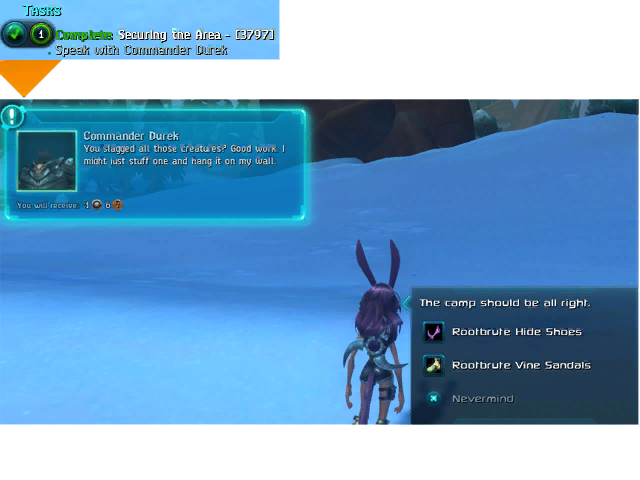 Tasks
1 Complete: Securing the Area - [3797]
. Speak with Commander Durek
Commander Durek
You slagged all those creatures? Good work. I
might just stuff one and hang it on my wall.
You will receive: 1 6
The camp should be all right.
Rootbrute Hide Shoes
Rootbrute Vine Sandals
Nevermind